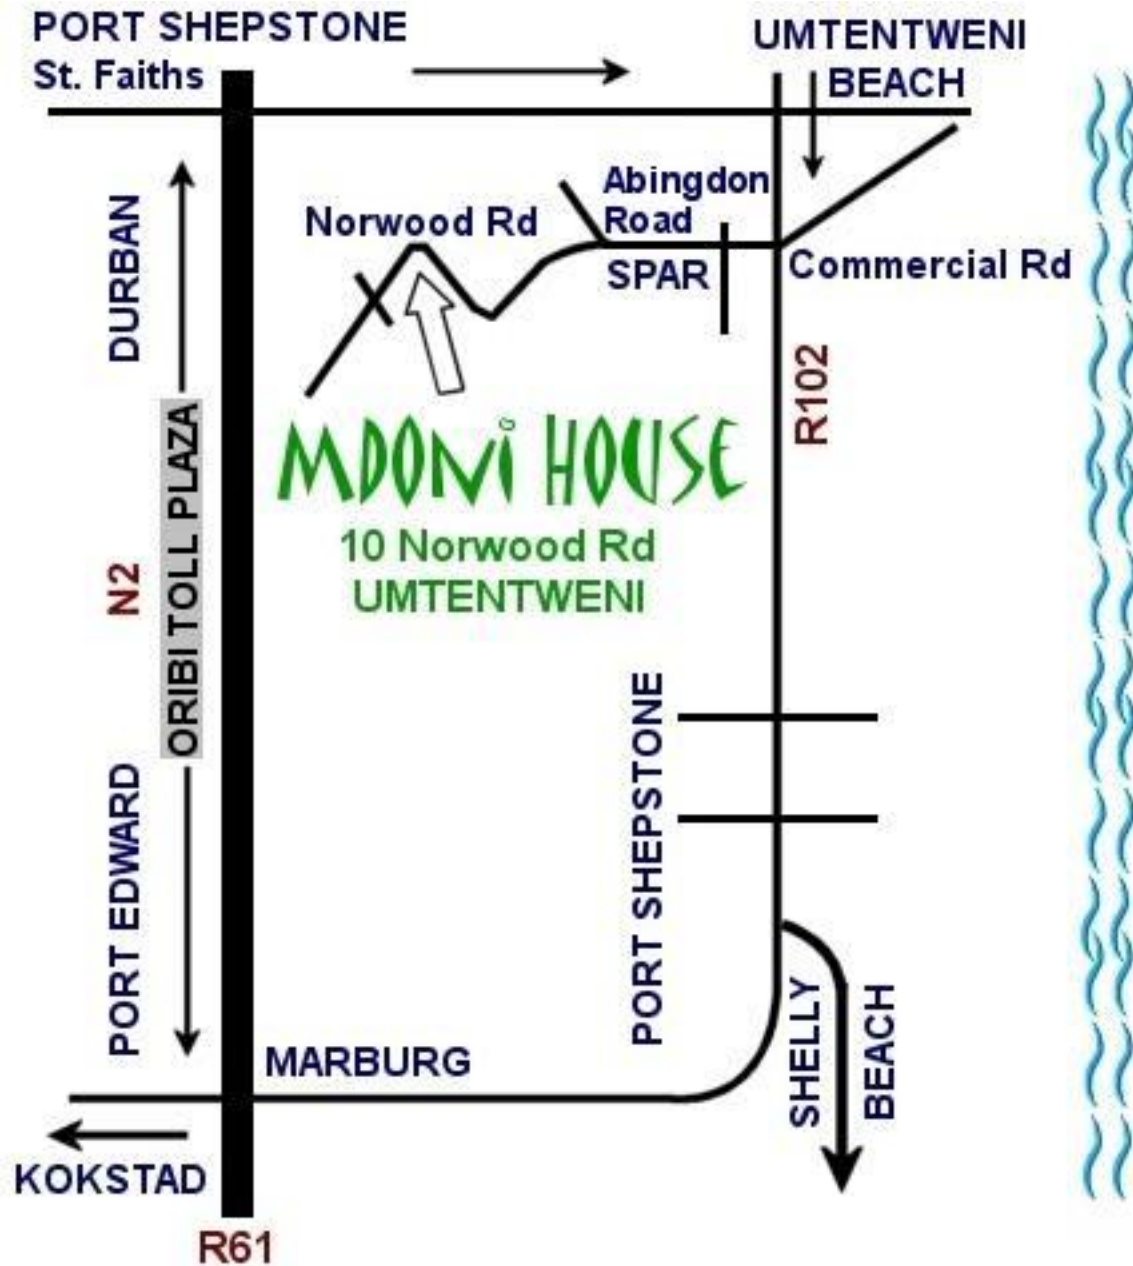 PORT SHEPSTONE
St. Faiths
UMTENTWENI
BEACH
DURBAN
Norwood Rd
Abingdon
Road
SPAR
Commercial Rd
R102
MDONi HOUSE
10 Norwood Rd
UMTENTWENI
N2
ORIBI TOLL PLAZA
PORT EDWARD
PORT SHEPSTONE
SHELLY
BEACH
MARBURG
KOKSTAD
R61